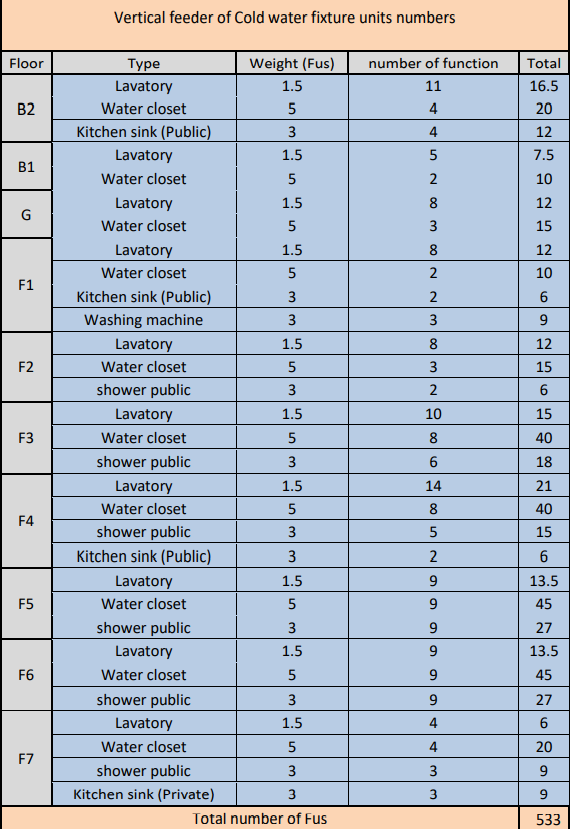 Vertical feeder of Cold water fixture units numbers
Floor Type Weight (Fus) number of function Total
B2 Lavatory 1.5 11 16.5
Water closet 5 4 20
Kitchen sink (Public) 3 4 12
B1 Lavatory 1.5 5 7.5
Water closet 5 2 10
G Lavatory 1.5 8 12
Water closet 5 3 15
F1 Lavatory 1.5 8 12
Water closet 5 2 10
Kitchen sink (Public) 3 2 6
Washing machine 3 3 9
F2 Lavatory 1.5 8 12
Water closet 5 3 15
shower public 3 2 6
F3 Lavatory 1.5 10 15
Water closet 5 8 40
shower public 3 6 18
F4 Lavatory 1.5 14 21
Water closet 5 8 40
shower public 3 5 15
Kitchen sink (Public) 3 2 6
F5 Lavatory 1.5 9 13.5
Water closet 5 9 45
shower public 3 9 27
F6 Lavatory 1.5 9 13.5
Water closet 5 9 45
shower public 3 9 27
F7 Lavatory 1.5 4 6
Water closet 5 4 20
shower public 3 3 9
Kitchen sink (Private) 3 3 9
Total number of Fus 533